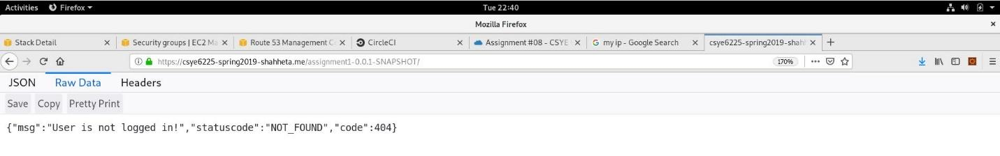 Activities Firefox Tue 22:40
Mozilla Firefox
Stack Detail Security groups | EC2 Ma Route 53 Management C CircleCI Assignment #08 - CSYE my ip - Google Search csye6225-spring2019-shahh
https://csye6225-spring2019-shahheta.me/assignment1-0.0.1-SNAPSHOT/ 170%
JSON Raw Data Headers
Save Copy Pretty Print
{"msg":"User is not logged in!","statuscode":"NOT_FOUND","code":404}